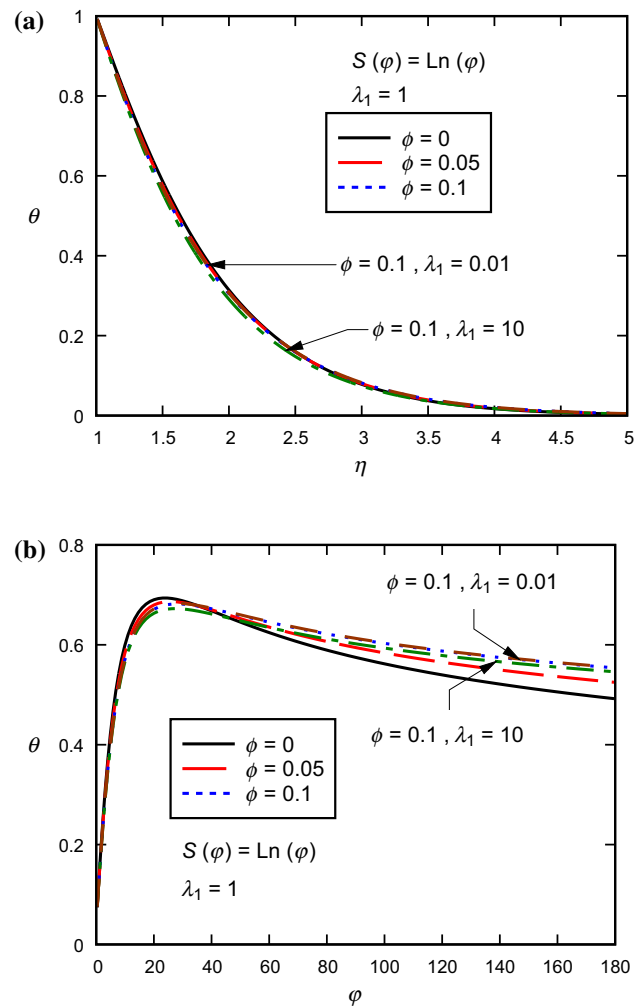 (a)
1
0.8
0.6
0.4
0.2
0
θ
S (φ) = Ln (φ)
λ₁ = 1
ϕ = 0
ϕ = 0.05
ϕ = 0.1
ϕ = 0.1 , λ₁ = 0.01
ϕ = 0.1 , λ₁ = 10
1 1.5 2 2.5 3 3.5 4 4.5 5
η
(b)
0.8
0.6
0.4
0.2
0
θ
ϕ = 0.1 , λ₁ = 0.01
ϕ = 0.1 , λ₁ = 10
ϕ = 0
ϕ = 0.05
ϕ = 0.1
S (φ) = Ln (φ)
λ₁ = 1
0 20 40 60 80 100 120 140 160 180
φ